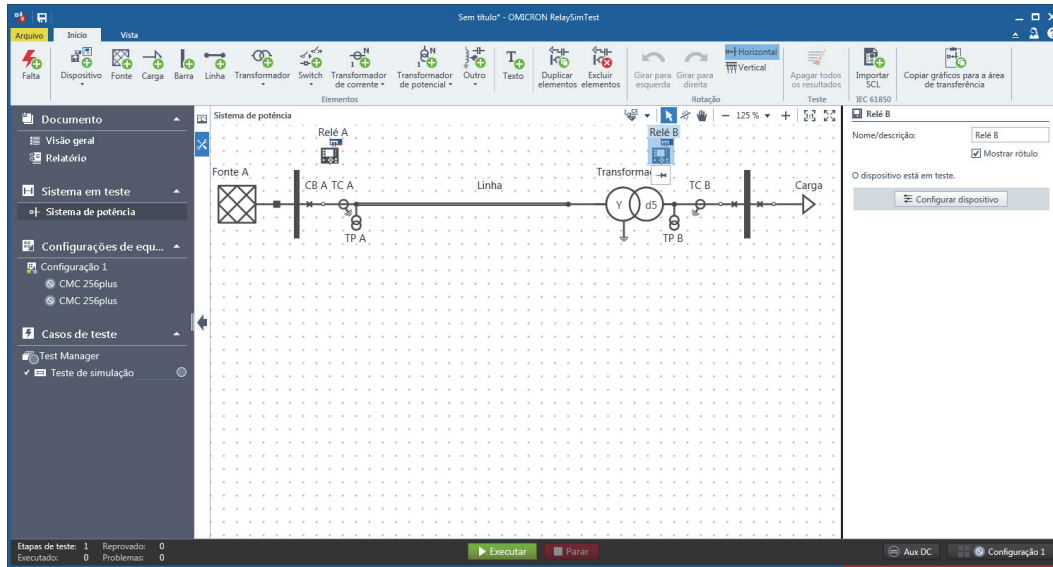 Sem título* - OMICRON RelaySimTest
Arquivo
Início
Vista
Falta
Dispositivo
Fonte
Carga
Barra
Linha
Transformador
Switch
Transformador
de corrente
Transformador
de potencial
Outro
Texto
Duplicar
elementos
Excluir
elementos
Girar para
esquerda
Girar para
direita
Horizontal
Vertical
Apagar todos
os resultados
Importar
SCL
Copiar gráficos para a área
de transferência
Elementos
Rotação
Teste
IEC 61850
Documento
Visão geral
Relatório
Sistema em teste
Sistema de potência
Configurações de equ...
Configuração 1
CMC 256plus
CMC 256plus
Casos de teste
Test Manager
Teste de simulação
Sistema de potência
125 %
Relé A
Relé B
Fonte A
CB A
TC A
Linha
Transforma
TC B
Carga
Y
d5
TP A
TP B
Relé B
Nome/descrição:
Relé B
Mostrar rótulo
O dispositivo está em teste.
Configurar dispositivo
Etapas de teste: 1 Reprovado: 0
Executado: 0 Problemas: 0
Executar
Parar
Aux DC
Configuração 1